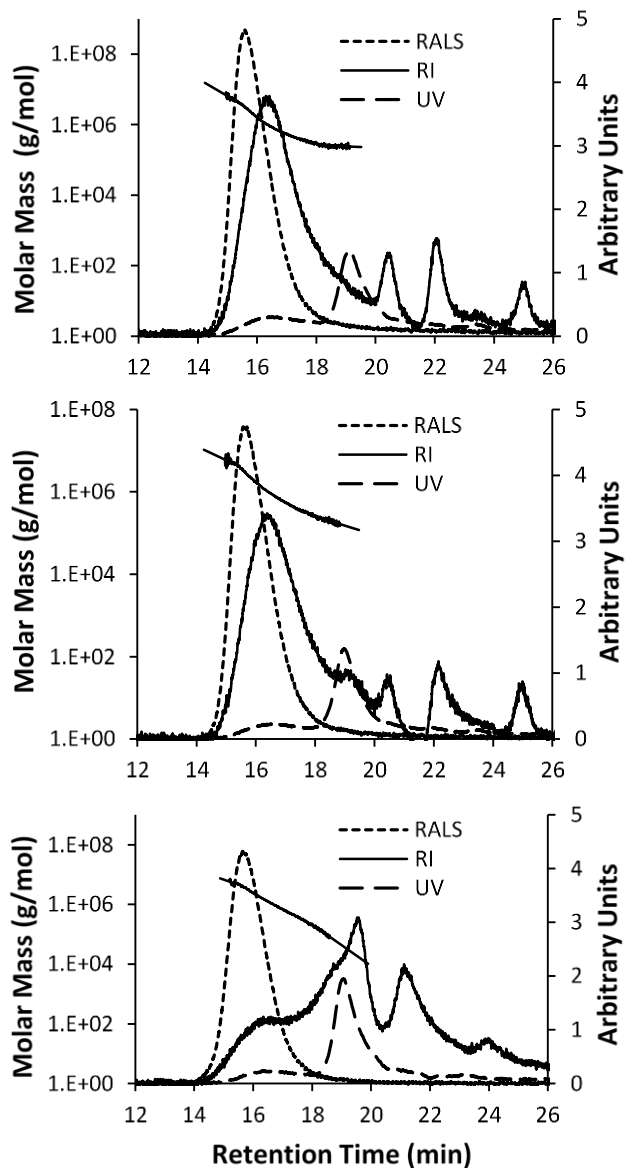 Molar Mass (g/mol)
1.E+08
1.E+06
1.E+04
1.E+02
1.E+00
RALS
RI
UV
5
4
3
2
1
0
Arbitrary Units
12 14 16 18 20 22 24 26
Molar Mass (g/mol)
1.E+08
1.E+06
1.E+04
1.E+02
1.E+00
RALS
RI
UV
5
4
3
2
1
0
Arbitrary Units
12 14 16 18 20 22 24 26
Molar Mass (g/mol)
1.E+08
1.E+06
1.E+04
1.E+02
1.E+00
RALS
RI
UV
5
4
3
2
1
0
Arbitrary Units
12 14 16 18 20 22 24 26
Retention Time (min)